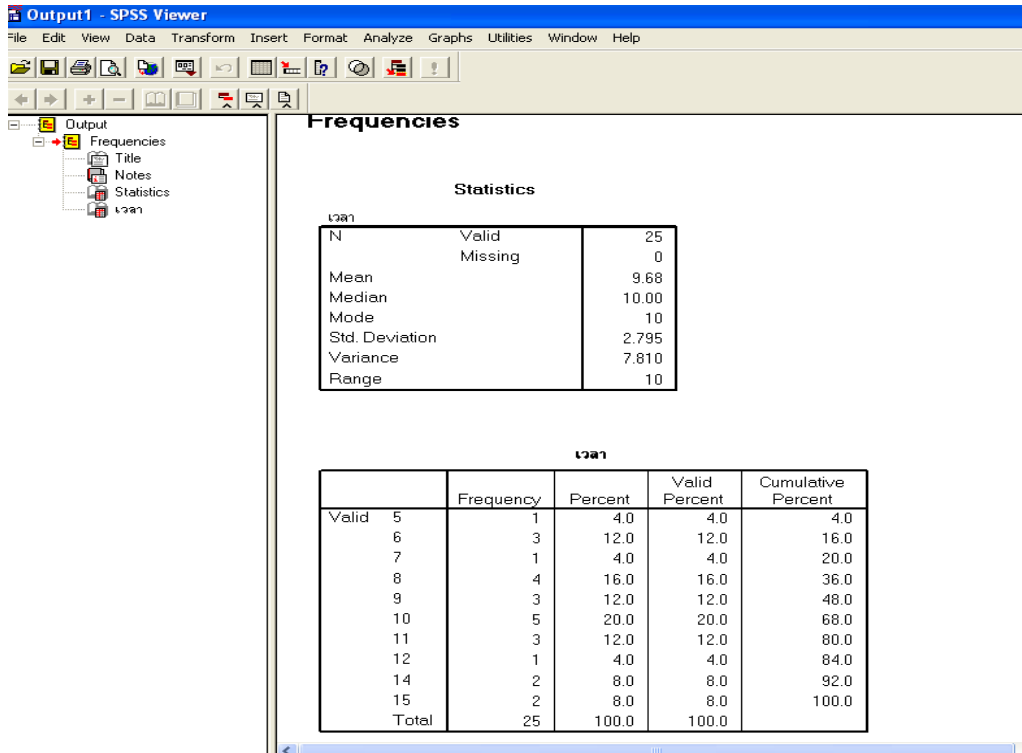 Output1 - SPSS Viewer
File Edit View Data Transform Insert Format Analyze Graphs Utilities Window Help
Output
Frequencies
Title
Notes
Statistics
เวลา
Frequencies
Statistics
เวลา
N Valid 25
Missing 0
Mean 9.68
Median 10.00
Mode 10
Std. Deviation 2.795
Variance 7.810
Range 10
เวลา
Frequency Percent Valid Percent Cumulative Percent
Valid 5 1 4.0 4.0 4.0
6 3 12.0 12.0 16.0
7 1 4.0 4.0 20.0
8 4 16.0 16.0 36.0
9 3 12.0 12.0 48.0
10 5 20.0 20.0 68.0
11 3 12.0 12.0 80.0
12 1 4.0 4.0 84.0
14 2 8.0 8.0 92.0
15 2 8.0 8.0 100.0
Total 25 100.0 100.0